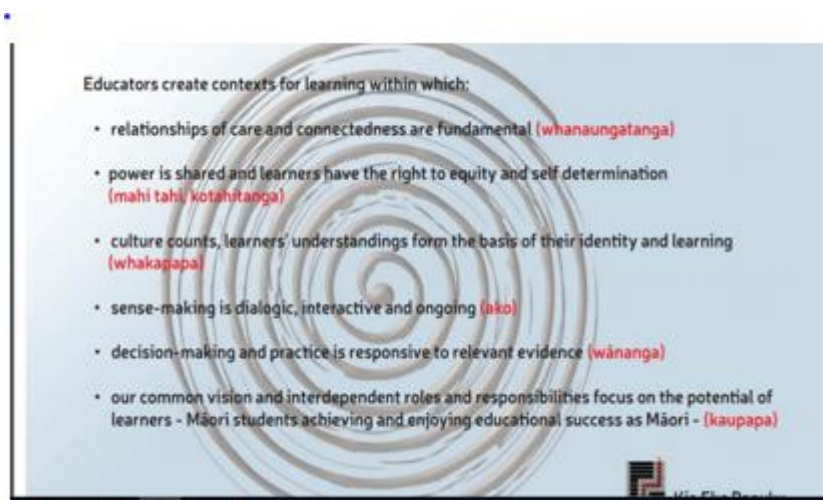 Educators create contexts for learning within which:
• relationships of care and connectedness are fundamental (whanaungatanga)
• power is shared and learners have the right to equity and self determination
(mahi tahi, kotahitanga)
• culture counts, learners' understandings form the basis of their identity and learning
(whakapapa)
• sense-making is dialogic, interactive and ongoing (ako)
• decision-making and practice is responsive to relevant evidence (wānanga)
• our common vision and interdependent roles and responsibilities focus on the potential of
learners - Māori students achieving and enjoying educational success as Māori - (kaupapa)